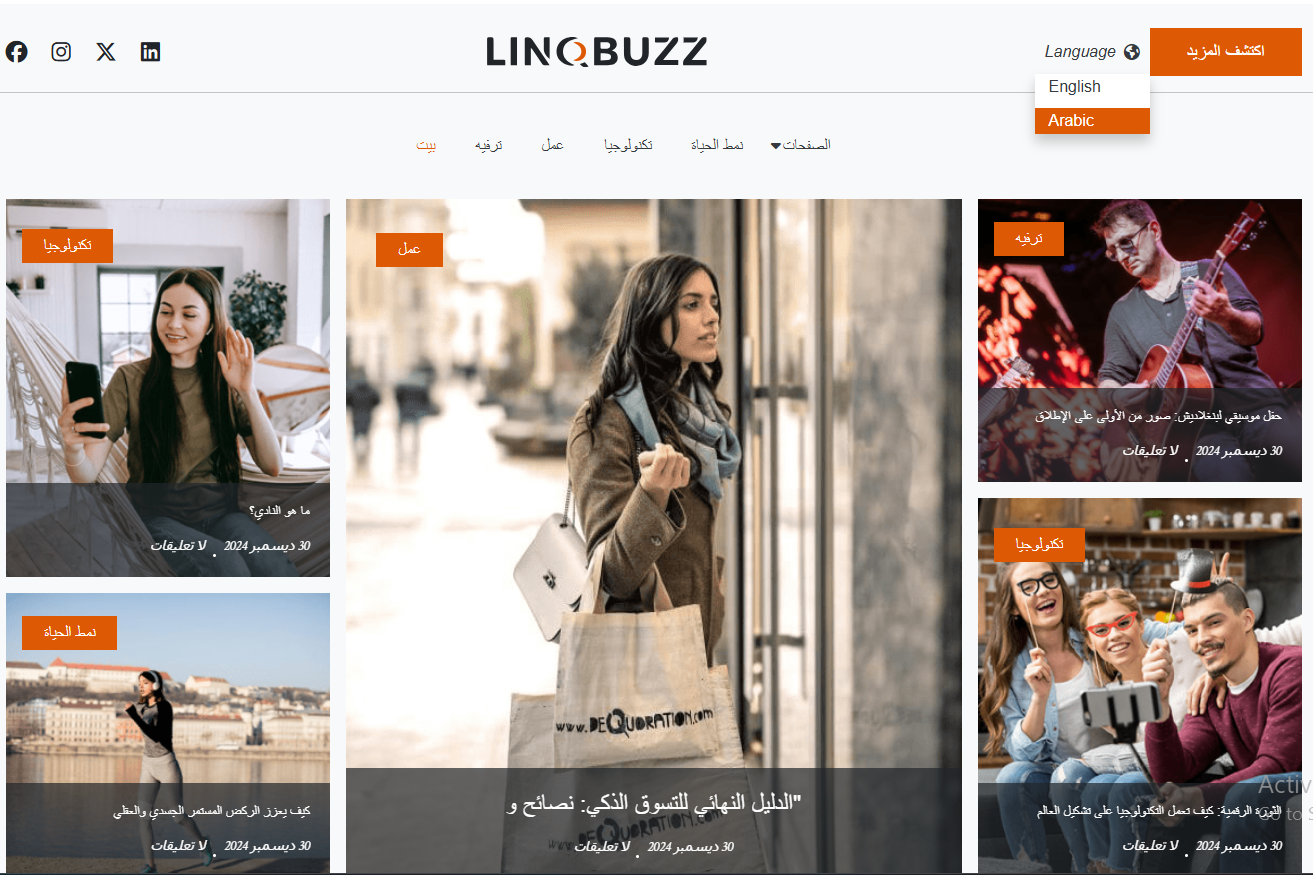 LINQBUZZ
Language
اكتشف المزيد
English
Arabic
الصفحات
نمط الحياة
تكنولوجيا
عمل
ترفيه
بيت
تكنولوجيا
ما هو النادي؟
30 ديسمبر 2024 . لا تعليقات
نمط الحياة
كيف يعزز الركض المستمر الجسدي والعقلي
30 ديسمبر 2024 . لا تعليقات
عمل
www.DEQUORATION.com
"الدليل النهائي للتسوق الذكي: نصائح و
30 ديسمبر 2024 . لا تعليقات
ترفيه
حفل موسيقي لبنغلاديش: صور من الأولى على الإطلاق
30 ديسمبر 2024 . لا تعليقات
تكنولوجيا
الثورة الرقمية: كيف تعمل التكنولوجيا على تشكيل العالم
30 ديسمبر 2024 . لا تعليقات
Activ
to S